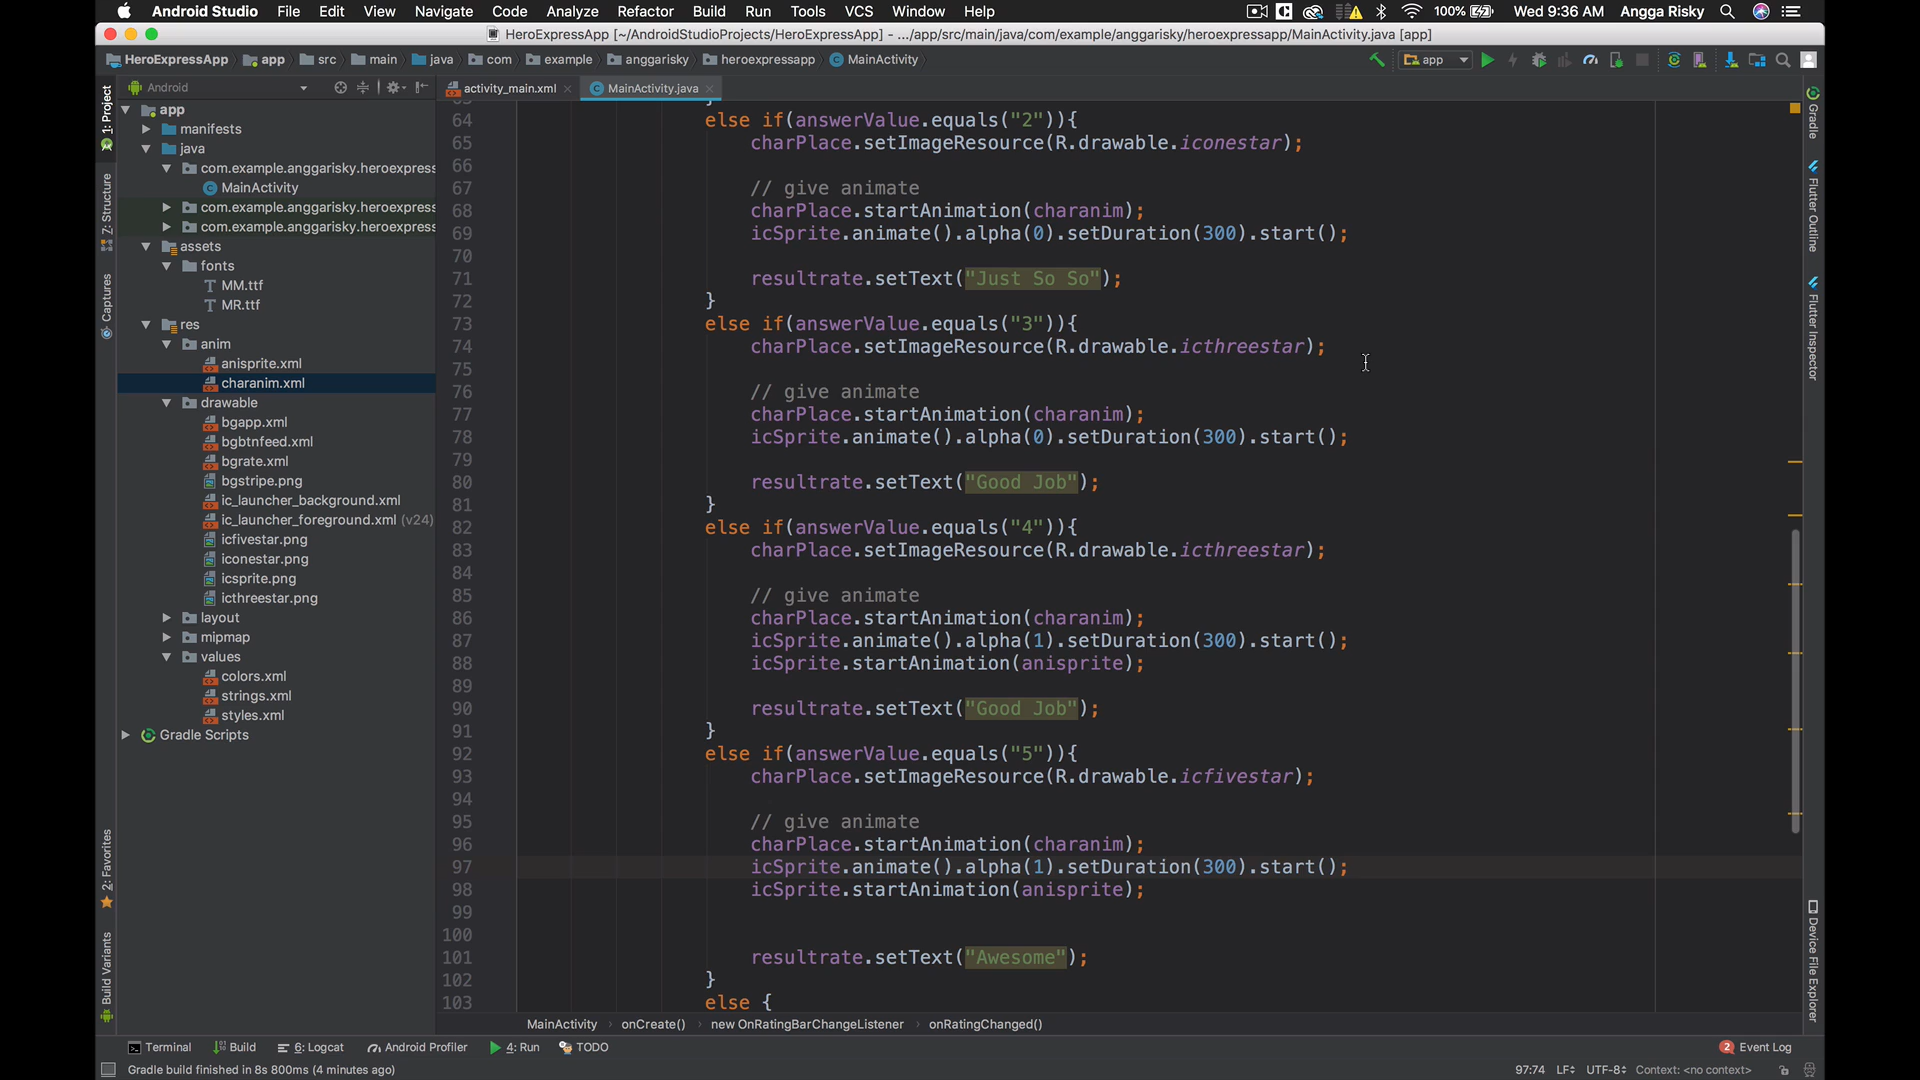 Android Studio File Edit View Navigate Code Analyze Refactor Build Run Tools VCS Window Help 100% Wed 9:36 AM Angga Risky
HeroExpressApp [~/AndroidStudioProjects/HeroExpressApp] - .../app/src/main/java/com/example/anggarisky/heroexpressapp/MainActivity.java [app]
HeroExpressApp app src main java com example anggarisky heroexpressapp MainActivity app
Android activity_main.xml MainActivity.java
1: Project
Z: Structure
Captures
2: Favorites
Build Variants
app
manifests
java
com.example.anggarisky.heroexpress
MainActivity
com.example.anggarisky.heroexpress
com.example.anggarisky.heroexpress
assets
fonts
MM.ttf
MR.ttf
res
anim
anisprite.xml
charanim.xml
drawable
bgapp.xml
bgbtnfeed.xml
bgrate.xml
bgstripe.png
ic_launcher_background.xml
ic_launcher_foreground.xml (v24)
icfivestar.png
iconestar.png
icsprite.png
icthreestar.png
layout
mipmap
values
colors.xml
strings.xml
styles.xml
Gradle Scripts
64 else if(answerValue.equals("2")){
65 charPlace.setImageResource(R.drawable.iconestar);
66
67 // give animate
68 charPlace.startAnimation(charanim);
69 icSprite.animate().alpha(0).setDuration(300).start();
70
71 resultrate.setText("Just So So");
72 }
73 else if(answerValue.equals("3")){
74 charPlace.setImageResource(R.drawable.icthreestar);
75
76 // give animate
77 charPlace.startAnimation(charanim);
78 icSprite.animate().alpha(0).setDuration(300).start();
79
80 resultrate.setText("Good Job");
81 }
82 else if(answerValue.equals("4")){
83 charPlace.setImageResource(R.drawable.icthreestar);
84
85 // give animate
86 charPlace.startAnimation(charanim);
87 icSprite.animate().alpha(1).setDuration(300).start();
88 icSprite.startAnimation(anisprite);
89
90 resultrate.setText("Good Job");
91 }
92 else if(answerValue.equals("5")){
93 charPlace.setImageResource(R.drawable.icfivestar);
94
95 // give animate
96 charPlace.startAnimation(charanim);
97 icSprite.animate().alpha(1).setDuration(300).start();
98 icSprite.startAnimation(anisprite);
99
100
101 resultrate.setText("Awesome");
102 }
103 else {
Gradle
Flutter Outline
Flutter Inspector
Device File Explorer
MainActivity onCreate() new OnRatingBarChangeListener onRatingChanged()
Terminal Build 6: Logcat Android Profiler 4: Run TODO 2 Event Log
Gradle build finished in 8s 800ms (4 minutes ago) 97:74 LF UTF-8 Context: <no context>